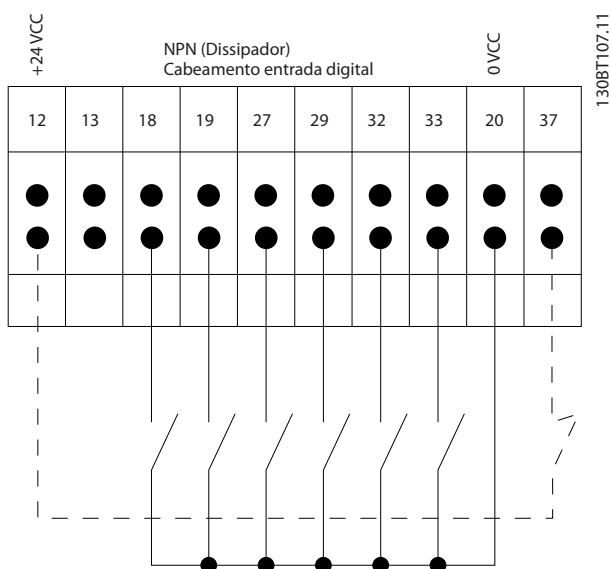 +24 VCC
NPN (Dissipador)
Cabeamento entrada digital
0 VCC
130BT107.11
12 13 18 19 27 29 32 33 20 37